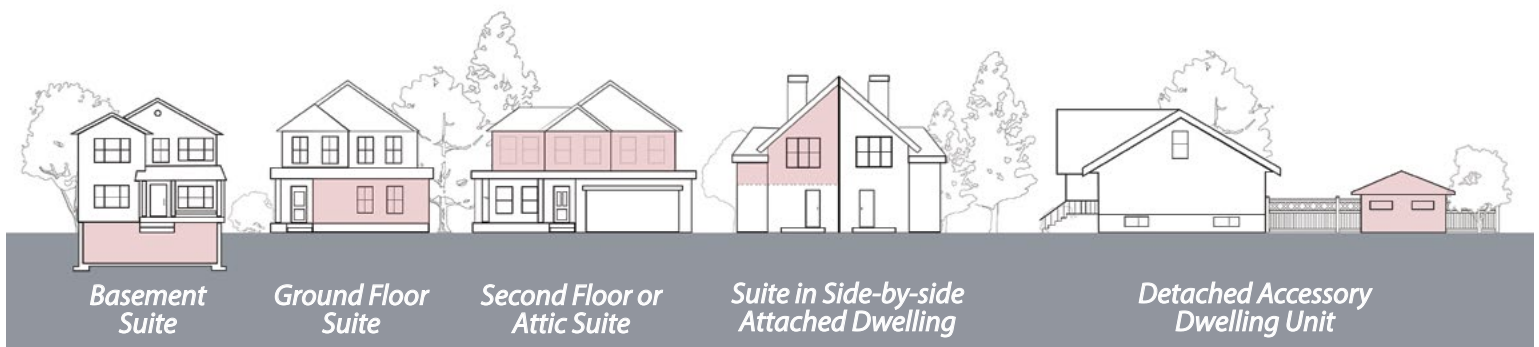 Basement
Suite
Ground Floor
Suite
Second Floor or
Attic Suite
Suite in Side-by-side
Attached Dwelling
Detached Accessory
Dwelling Unit